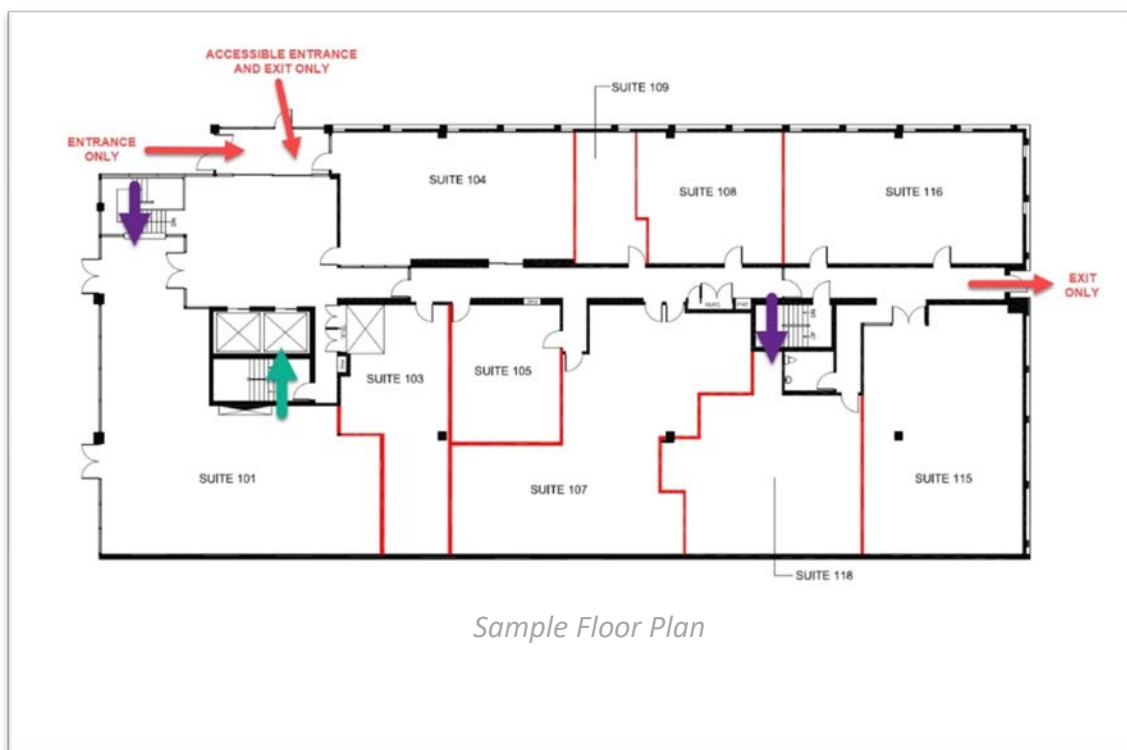 ACCESSIBLE ENTRANCE
AND EXIT ONLY
SUITE 109
ENTRANCE
ONLY
SUITE 104
SUITE 108
SUITE 116
EXIT
ONLY
SUITE 103
SUITE 105
SUITE 101
SUITE 107
SUITE 115
SUITE 118
Sample Floor Plan